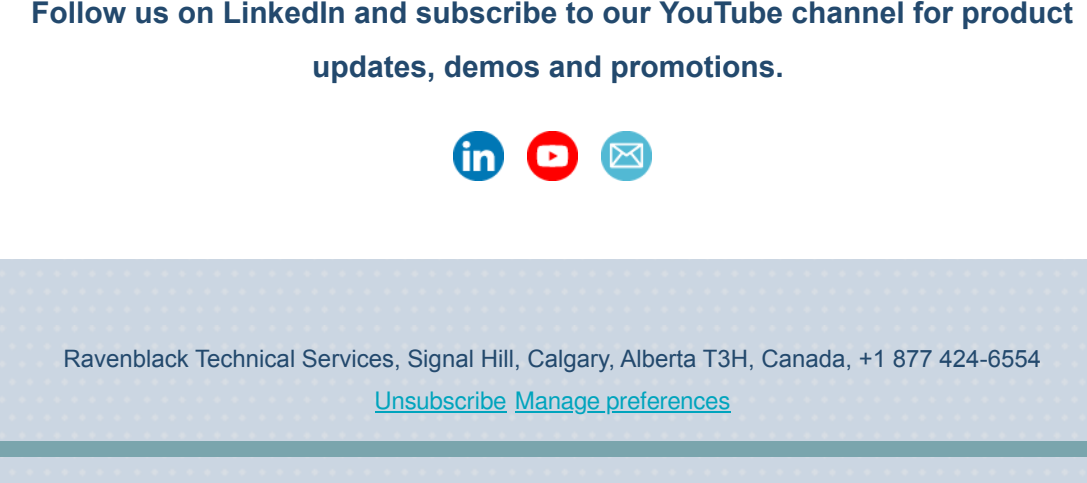 Follow us on LinkedIn and subscribe to our YouTube channel for product
updates, demos and promotions.
in
Ravenblack Technical Services, Signal Hill, Calgary, Alberta T3H, Canada, +1 877 424-6554
Unsubscribe Manage preferences